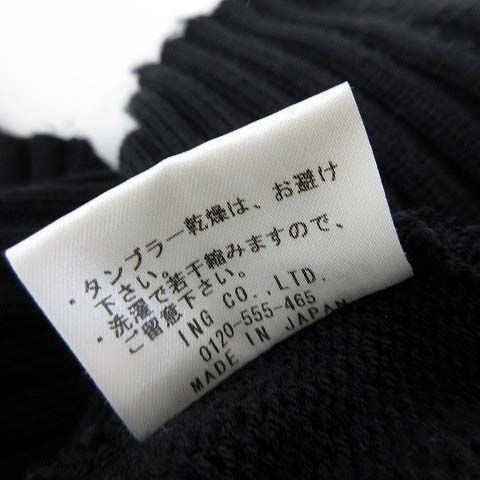 ・タンブラー乾燥は、お避け
下さい。
・洗濯で若干縮みますので、
ご留意下さい。
ING CO.,LTD.
0120-555-465
MADE IN JAPAN